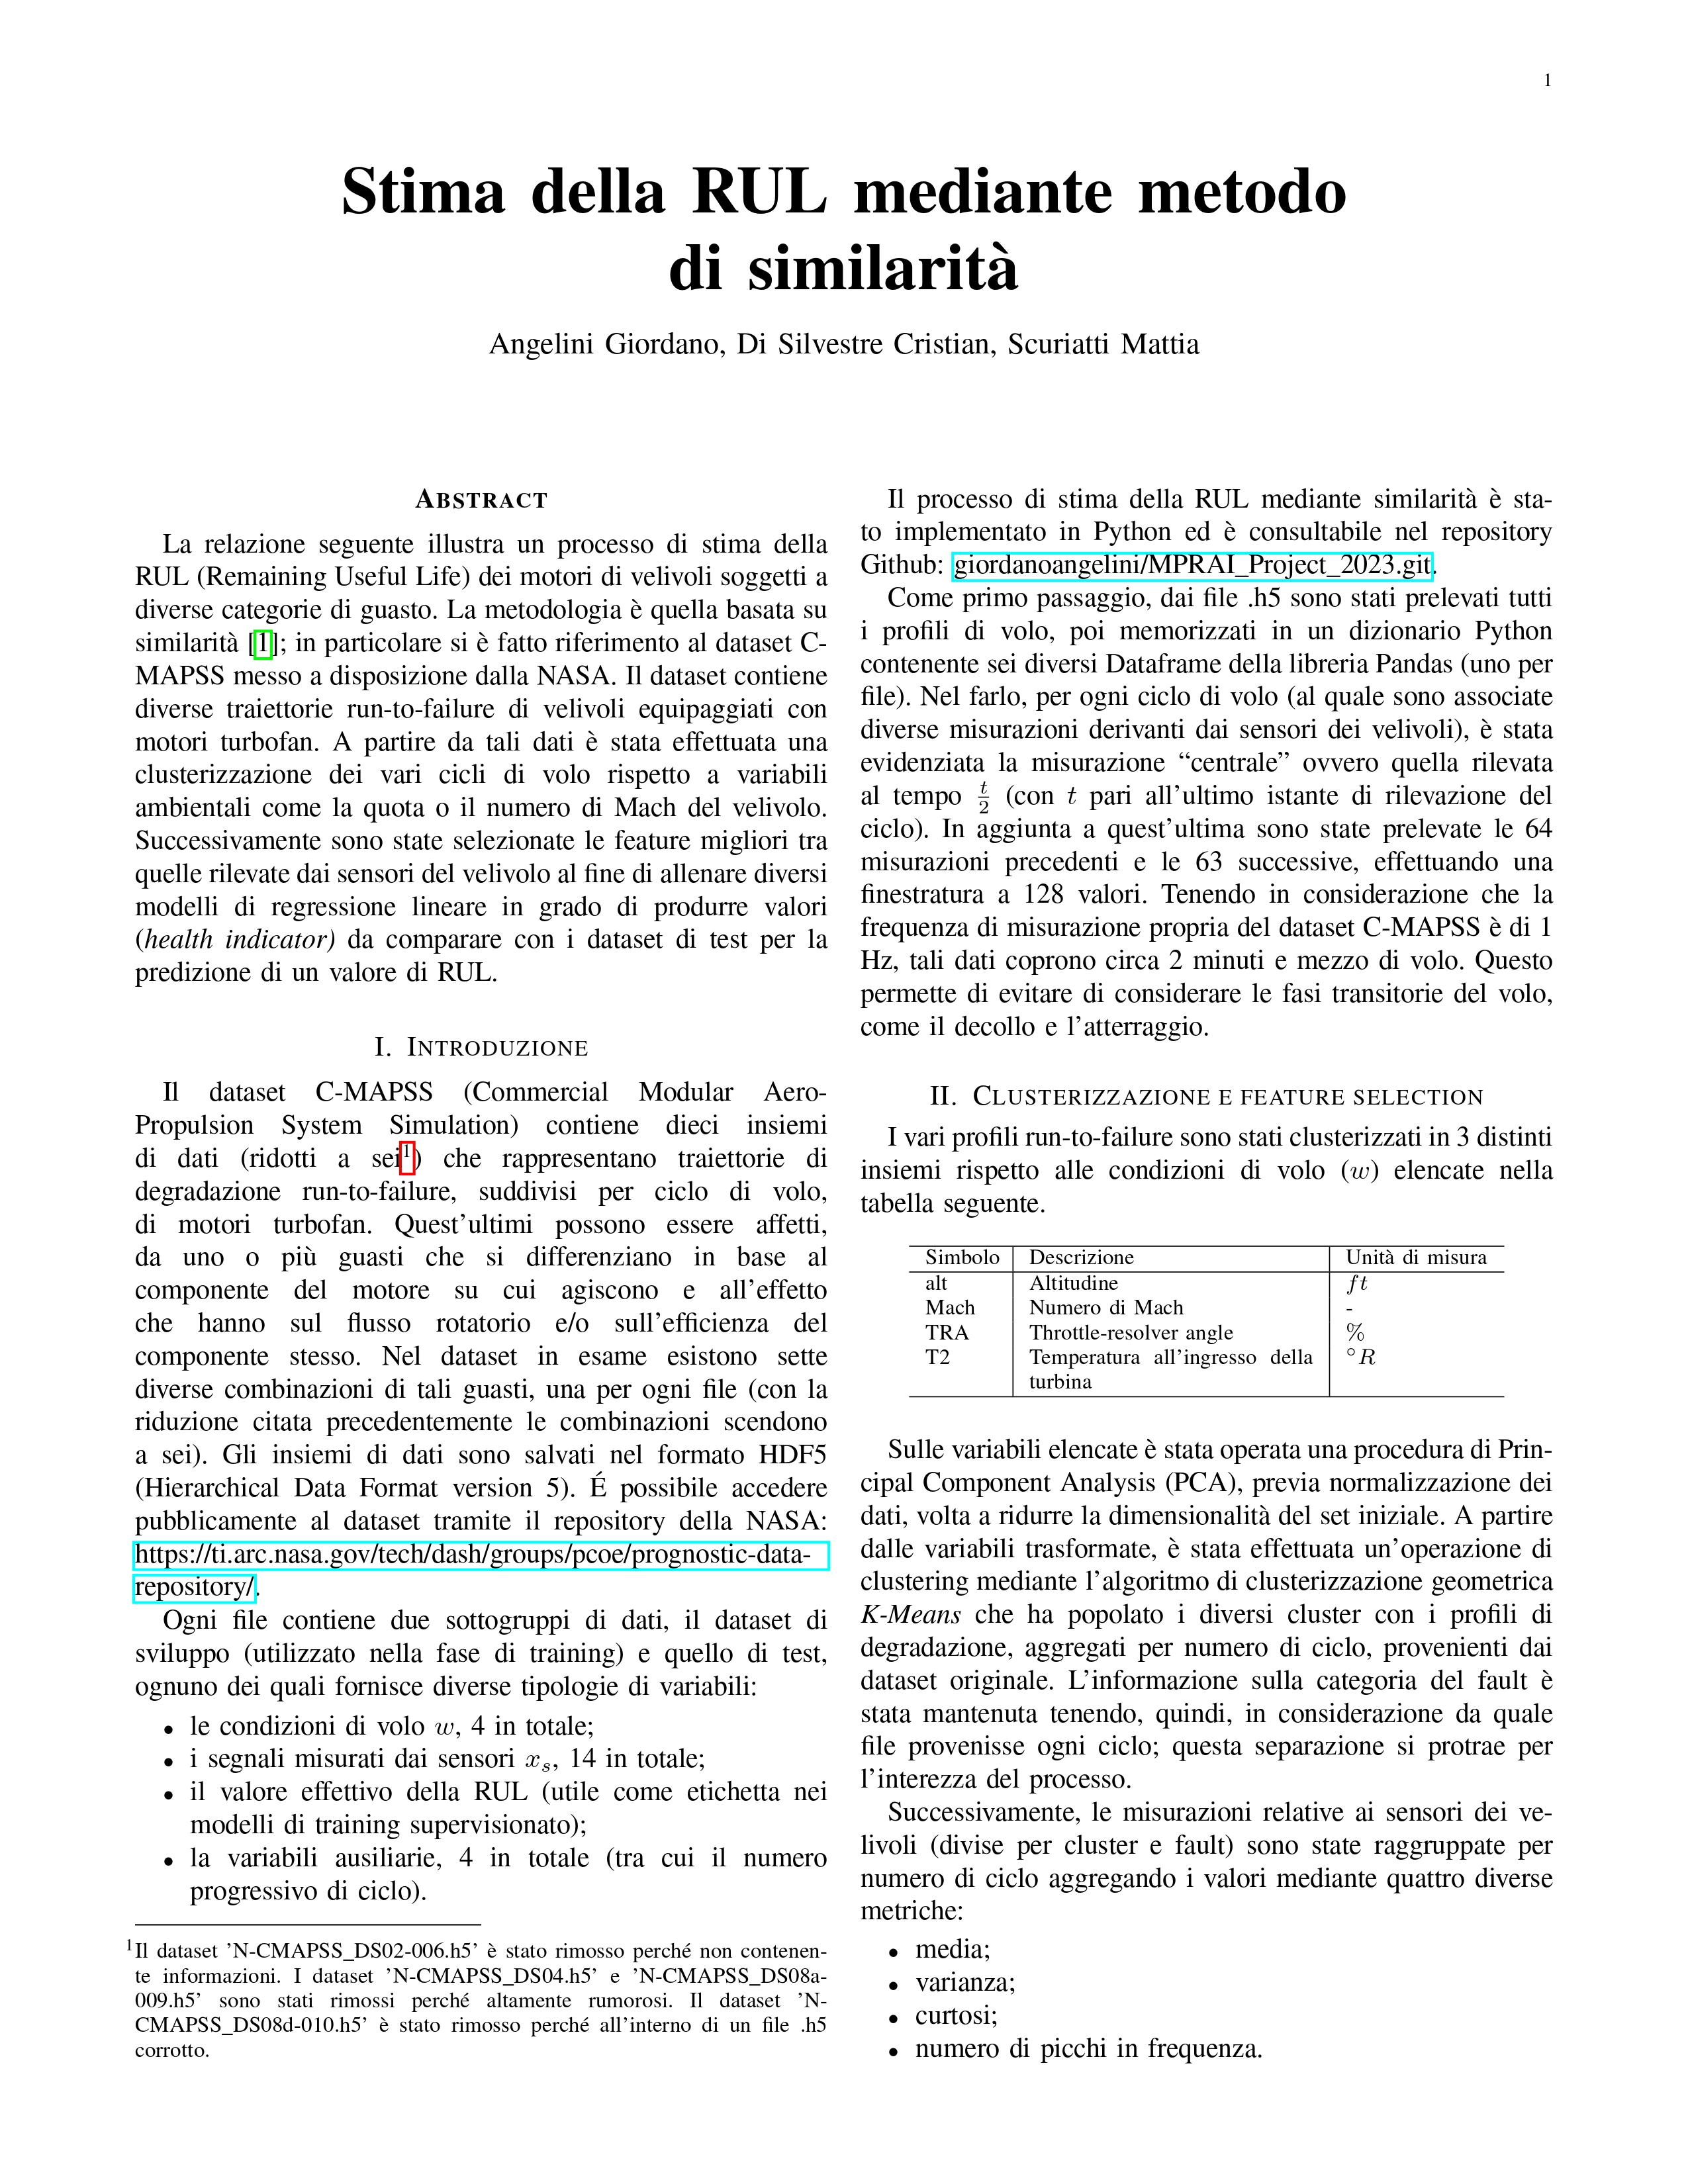 1
Stima della RUL mediante metodo
di similarità
Angelini Giordano, Di Silvestre Cristian, Scuriatti Mattia
ABSTRACT
La relazione seguente illustra un processo di stima della
RUL (Remaining Useful Life) dei motori di velivoli soggetti a
diverse categorie di guasto. La metodologia è quella basata su
similarità [1]; in particolare si è fatto riferimento al dataset C-
MAPSS messo a disposizione dalla NASA. Il dataset contiene
diverse traiettorie run-to-failure di velivoli equipaggiati con
motori turbofan. A partire da tali dati è stata effettuata una
clusterizzazione dei vari cicli di volo rispetto a variabili
ambientali come la quota o il numero di Mach del velivolo.
Successivamente sono state selezionate le feature migliori tra
quelle rilevate dai sensori del velivolo al fine di allenare diversi
modelli di regressione lineare in grado di produrre valori
(health indicator) da comparare con i dataset di test per la
predizione di un valore di RUL.
I. INTRODUZIONE
Il dataset C-MAPSS (Commercial Modular Aero-
Propulsion System Simulation) contiene dieci insiemi
di dati (ridotti a sei¹) che rappresentano traiettorie di
degradazione run-to-failure, suddivisi per ciclo di volo,
di motori turbofan. Quest'ultimi possono essere affetti,
da uno o più guasti che si differenziano in base al
componente del motore su cui agiscono e all'effetto
che hanno sul flusso rotatorio e/o sull'efficienza del
componente stesso. Nel dataset in esame esistono sette
diverse combinazioni di tali guasti, una per ogni file (con la
riduzione citata precedentemente le combinazioni scendono
a sei). Gli insiemi di dati sono salvati nel formato HDF5
(Hierarchical Data Format version 5). É possibile accedere
pubblicamente al dataset tramite il repository della NASA:
https://ti.arc.nasa.gov/tech/dash/groups/pcoe/prognostic-data-
repository/.
Ogni file contiene due sottogruppi di dati, il dataset di
sviluppo (utilizzato nella fase di training) e quello di test,
ognuno dei quali fornisce diverse tipologie di variabili:
• le condizioni di volo w, 4 in totale;
• i segnali misurati dai sensori xₛ, 14 in totale;
• il valore effettivo della RUL (utile come etichetta nei
modelli di training supervisionato);
• la variabili ausiliarie, 4 in totale (tra cui il numero
progressivo di ciclo).
¹Il dataset 'N-CMAPSS_DS02-006.h5' è stato rimosso perché non contenen-
te informazioni. I dataset 'N-CMAPSS_DS04.h5' e 'N-CMAPSS_DS08a-
009.h5' sono stati rimossi perché altamente rumorosi. Il dataset 'N-
CMAPSS_DS08d-010.h5' è stato rimosso perché all'interno di un file .h5
corrotto.
Il processo di stima della RUL mediante similarità è sta-
to implementato in Python ed è consultabile nel repository
Github: giordanoangelini/MPRAI_Project_2023.git.
Come primo passaggio, dai file .h5 sono stati prelevati tutti
i profili di volo, poi memorizzati in un dizionario Python
contenente sei diversi Dataframe della libreria Pandas (uno per
file). Nel farlo, per ogni ciclo di volo (al quale sono associate
diverse misurazioni derivanti dai sensori dei velivoli), è stata
evidenziata la misurazione “centrale” ovvero quella rilevata
al tempo t/2 (con t pari all'ultimo istante di rilevazione del
ciclo). In aggiunta a quest'ultima sono state prelevate le 64
misurazioni precedenti e le 63 successive, effettuando una
finestratura a 128 valori. Tenendo in considerazione che la
frequenza di misurazione propria del dataset C-MAPSS è di 1
Hz, tali dati coprono circa 2 minuti e mezzo di volo. Questo
permette di evitare di considerare le fasi transitorie del volo,
come il decollo e l'atterraggio.
II. CLUSTERIZZAZIONE E FEATURE SELECTION
I vari profili run-to-failure sono stati clusterizzati in 3 distinti
insiemi rispetto alle condizioni di volo (w) elencate nella
tabella seguente.
Simbolo Descrizione Unità di misura
alt Altitudine ft
Mach Numero di Mach -
TRA Throttle-resolver angle %
T2 Temperatura all'ingresso della °R
turbina
Sulle variabili elencate è stata operata una procedura di Prin-
cipal Component Analysis (PCA), previa normalizzazione dei
dati, volta a ridurre la dimensionalità del set iniziale. A partire
dalle variabili trasformate, è stata effettuata un'operazione di
clustering mediante l'algoritmo di clusterizzazione geometrica
K-Means che ha popolato i diversi cluster con i profili di
degradazione, aggregati per numero di ciclo, provenienti dai
dataset originale. L'informazione sulla categoria del fault è
stata mantenuta tenendo, quindi, in considerazione da quale
file provenisse ogni ciclo; questa separazione si protrae per
l'interezza del processo.
Successivamente, le misurazioni relative ai sensori dei ve-
livoli (divise per cluster e fault) sono state raggruppate per
numero di ciclo aggregando i valori mediante quattro diverse
metriche:
• media;
• varianza;
• curtosi;
• numero di picchi in frequenza.